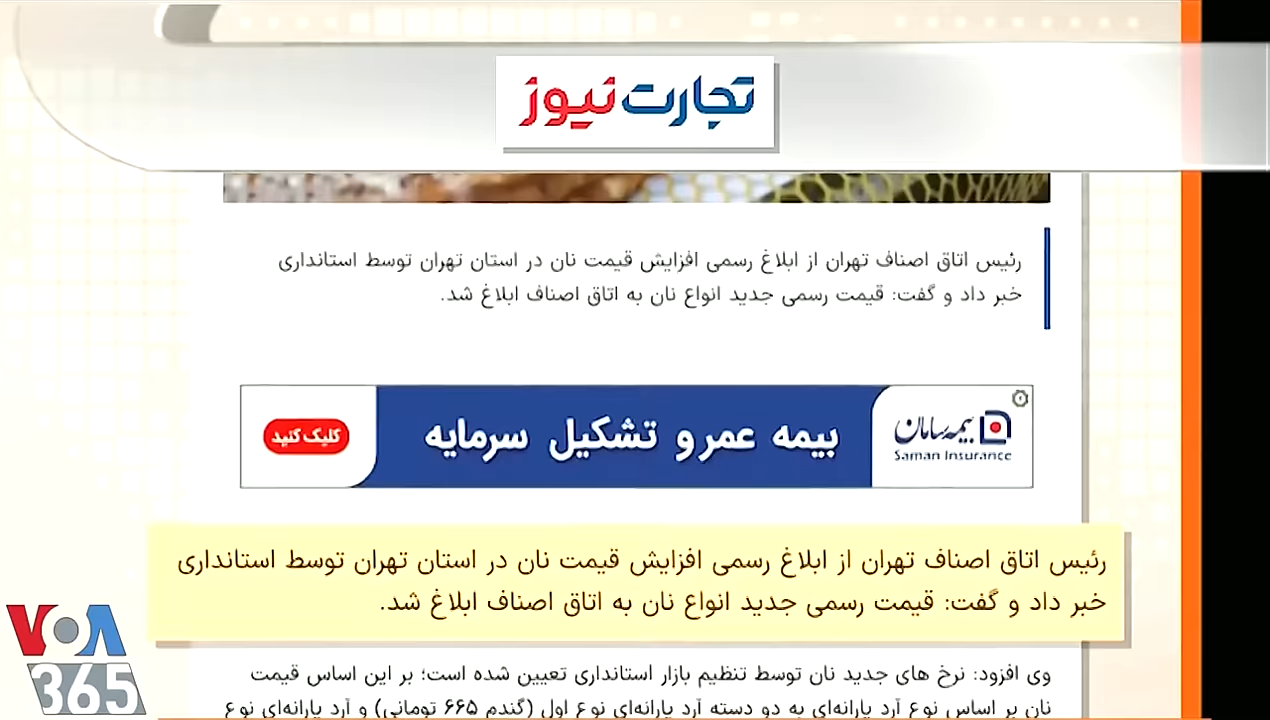 تجارت نیوز
رئیس اتاق اصناف تهران از ابلاغ رسمی افزایش قیمت نان در استان تهران توسط استانداری
خبر داد و گفت: قیمت رسمی جدید انواع نان به اتاق اصناف ابلاغ شد.
بیمه سامان
Saman Insurance
بیمه عمر و تشکیل سرمایه
کلیک کنید
رئیس اتاق اصناف تهران از ابلاغ رسمی افزایش قیمت نان در استان تهران توسط استانداری
خبر داد و گفت: قیمت رسمی جدید انواع نان به اتاق اصناف ابلاغ شد.
وی افزود: نرخ های جدید نان توسط تنظیم بازار استانداری تعیین شده است؛ بر این اساس قیمت
نان بر اساس نوع آرد یارانه‌ای به دو دسته آرد یارانه‌ای نوع اول (گندم ۶۶۵ تومانی) و آرد یارانه‌ای نوع
VOA
365